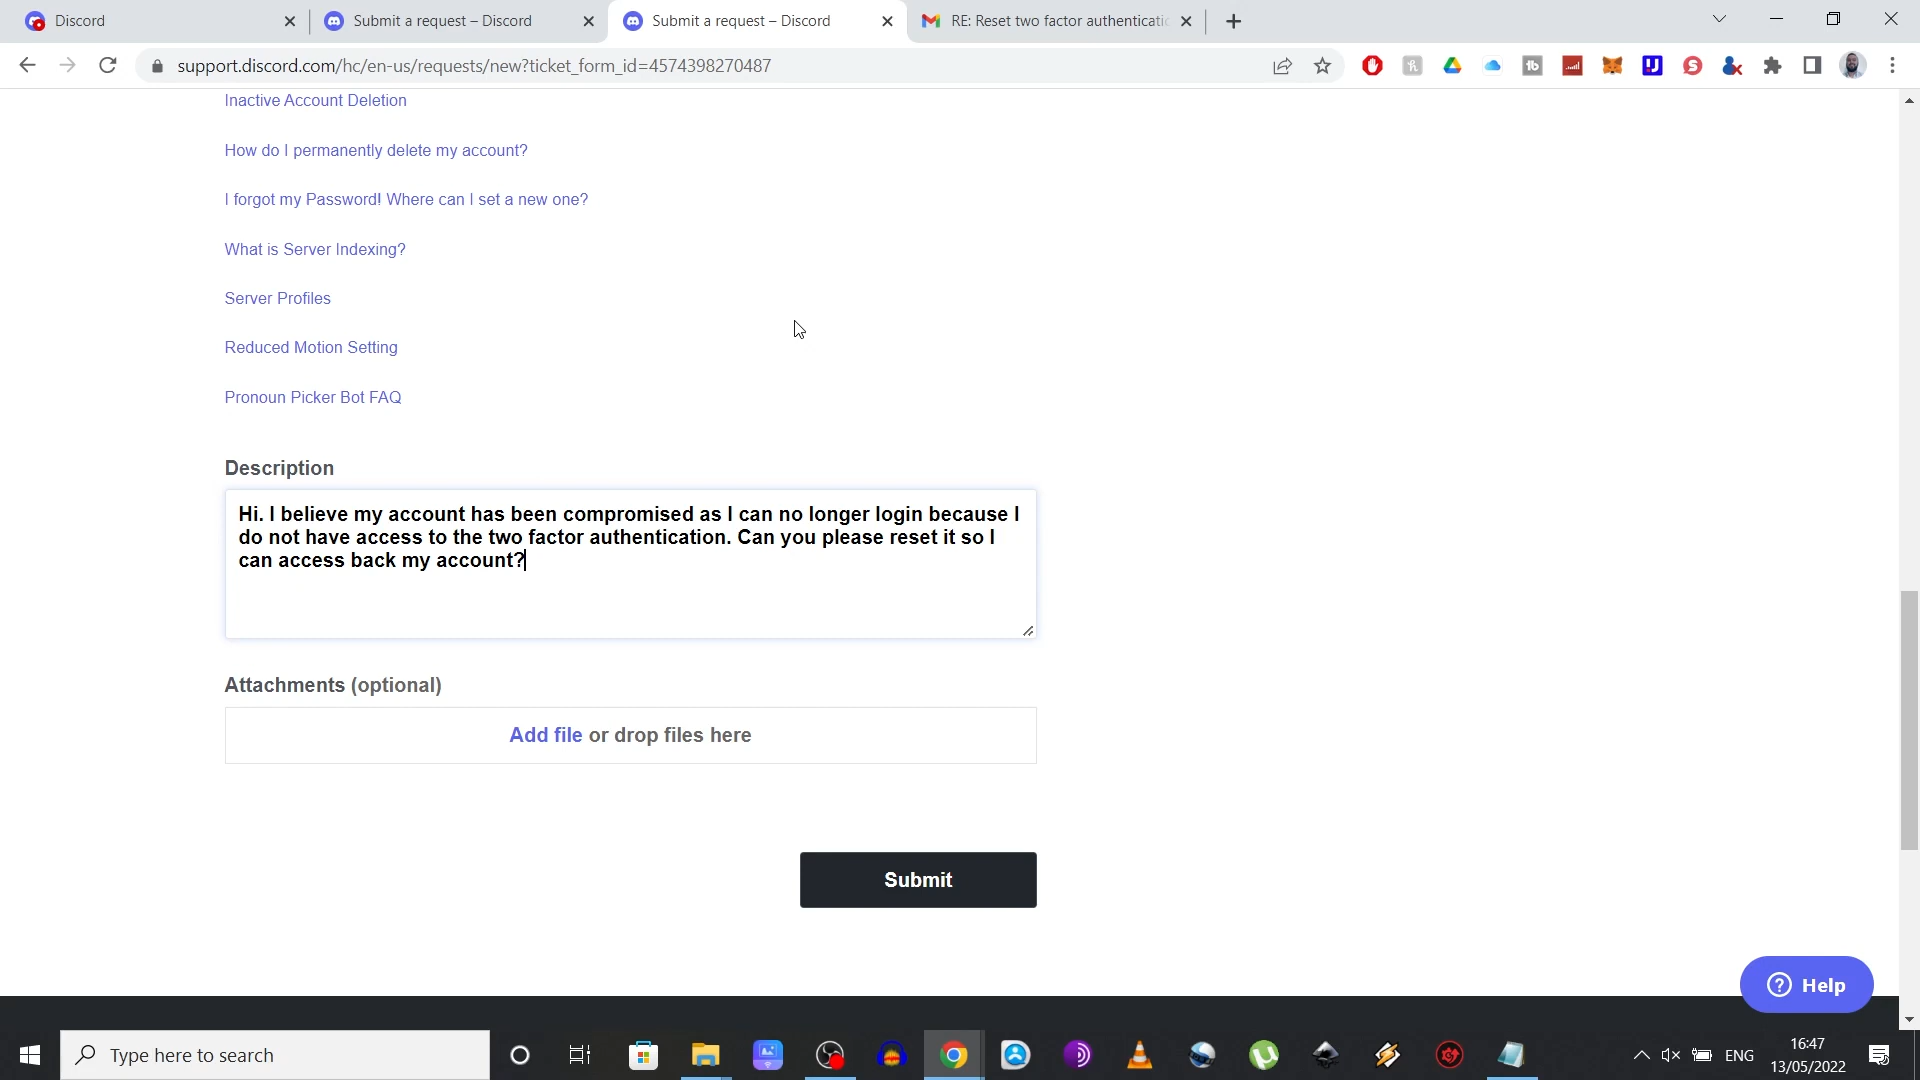 Discord
Submit a request – Discord
Submit a request – Discord
RE: Reset two factor authenticatic
support.discord.com/hc/en-us/requests/new?ticket_form_id=4574398270487
Inactive Account Deletion
How do I permanently delete my account?
I forgot my Password! Where can I set a new one?
What is Server Indexing?
Server Profiles
Reduced Motion Setting
Pronoun Picker Bot FAQ
Description
Hi. I believe my account has been compromised as I can no longer login because I
do not have access to the two factor authentication. Can you please reset it so I
can access back my account?
Attachments (optional)
Add file or drop files here
Submit
Help
Type here to search
ENG
16:47
13/05/2022